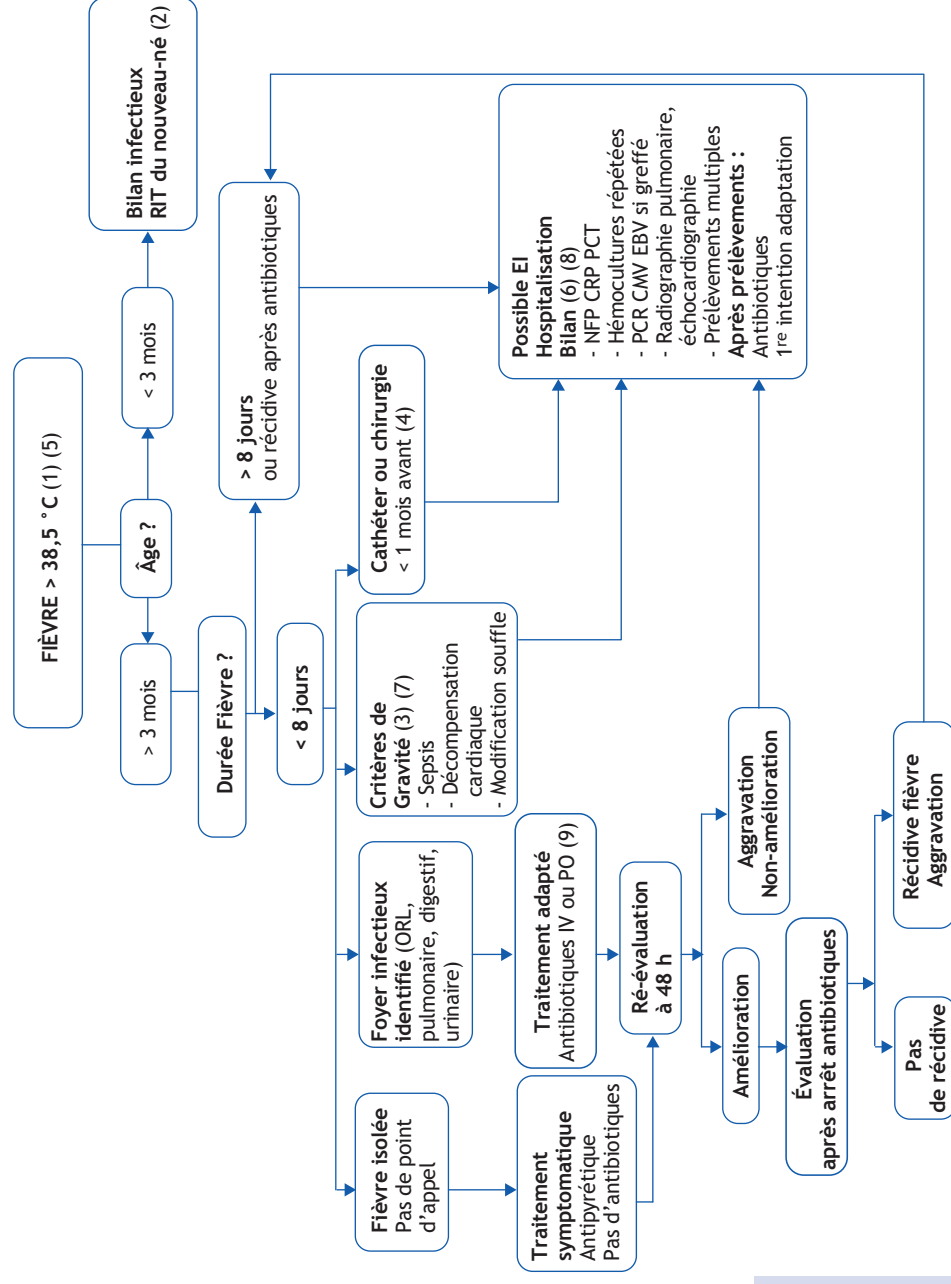 FIÈVRE > 38,5 °C (1) (5)
Âge ?
< 3 mois
Bilan infectieux
RIT du nouveau-né (2)
> 3 mois
Durée Fièvre ?
> 8 jours
ou récidive après antibiotiques
< 8 jours
Fièvre isolée
Pas de point
d'appel
Foyer infectieux
identifié (ORL,
pulmonaire, digestif,
urinaire)
Critères de
Gravité (3) (7)
- Sepsis
- Décompensation
cardiaque
- Modification souffle
Cathéter ou chirurgie
< 1 mois avant (4)
Traitement
symptomatique
Antipyrétique
Pas d'antibiotiques
Traitement adapté
Antibiotiques IV ou PO (9)
Possible EI
Hospitalisation
Bilan (6) (8)
- NFP CRP PCT
- Hémocultures répétées
- PCR CMV EBV si greffé
- Radiographie pulmonaire,
échocardiographie
- Prélèvements multiples
Après prélèvements :
Antibiotiques
1re intention adaptation
Ré-évaluation
à 48 h
Amélioration
Aggravation
Non-amélioration
Évaluation
après arrêt antibiotiques
Pas
de récidive
Récidive fièvre
Aggravation